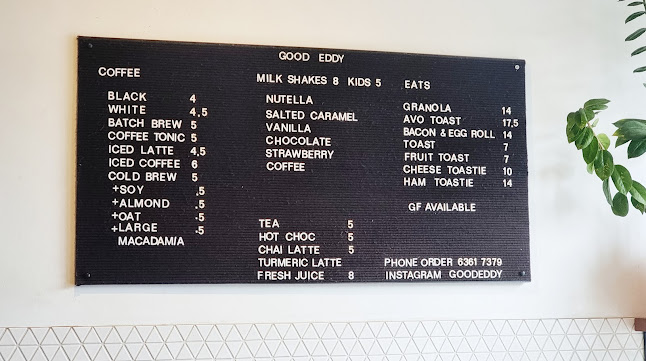 GOOD EDDY
COFFEE
BLACK 4
WHITE 4,5
BATCH BREW 5
COFFEE TONIC 5
ICED LATTE 4,5
ICED COFFEE 6
COLD BREW 5
+SOY .5
+ALMOND .5
+OAT .5
+LARGE .5
MACADAMIA
MILK SHAKES 8 KIDS 5
NUTELLA
SALTED CARAMEL
VANILLA
CHOCOLATE
STRAWBERRY
COFFEE
TEA 5
HOT CHOC 5
CHAI LATTE 5
TURMERIC LATTE
FRESH JUICE 8
EATS
GRANOLA 14
AVO TOAST 17,5
BACON & EGG ROLL 14
TOAST 7
FRUIT TOAST 7
CHEESE TOASTIE 10
HAM TOASTIE 14
GF AVAILABLE
PHONE ORDER 6361 7379
INSTAGRAM GOODEDDY